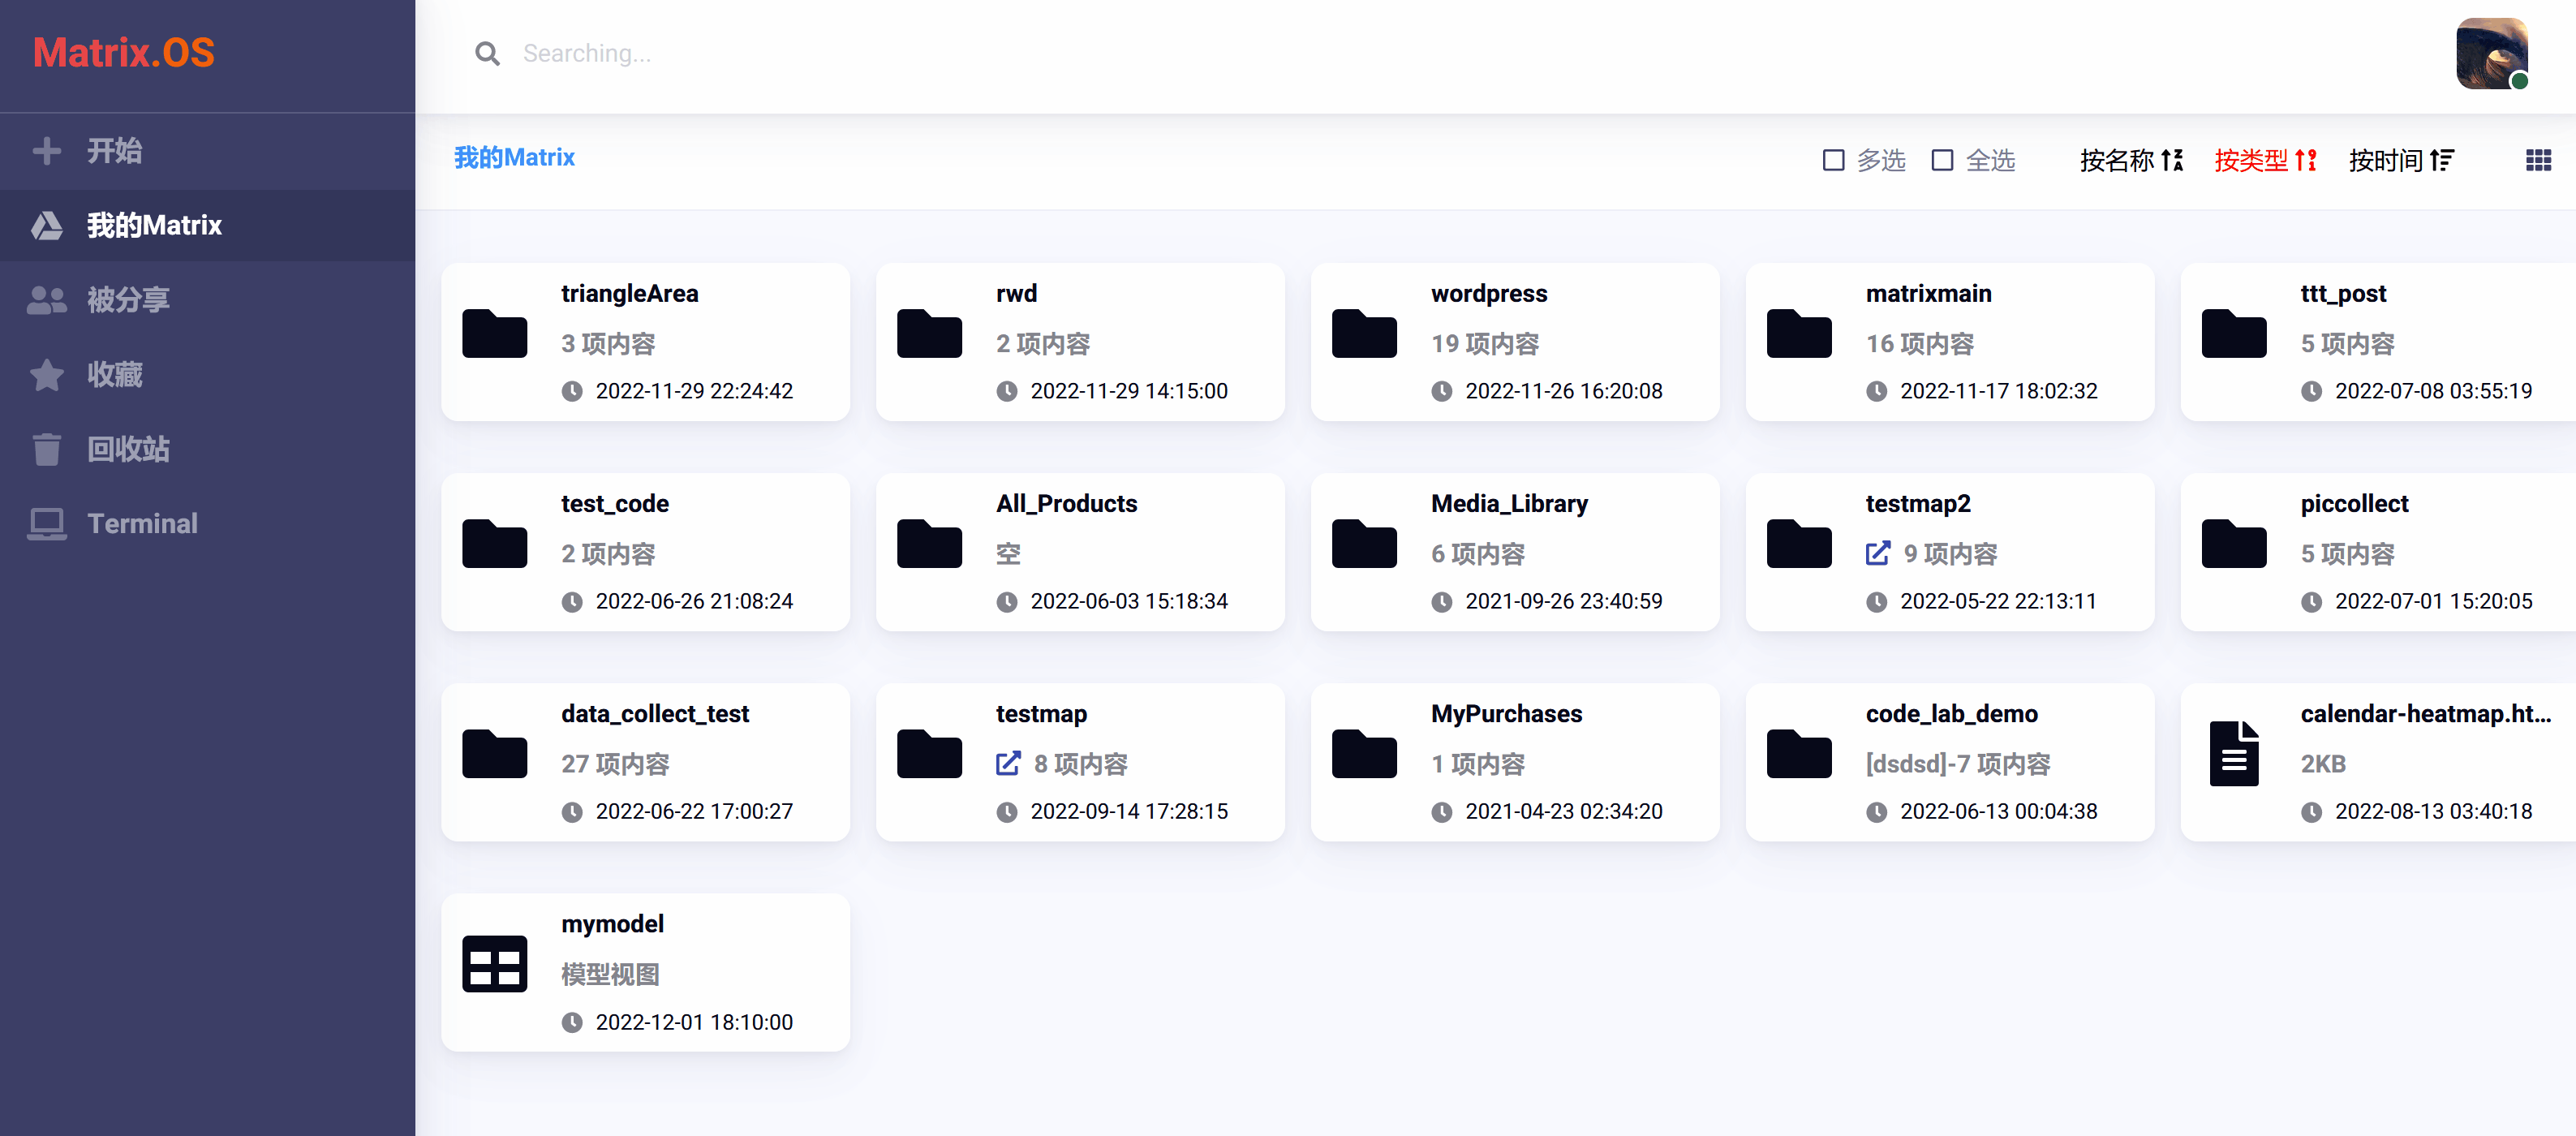 Matrix.OS
Searching...
开始
我的Matrix
被分享
收藏
回收站
Terminal
我的Matrix
多选 全选 按名称 按类型 按时间
triangleArea
3 项内容
2022-11-29 22:24:42
rwd
2 项内容
2022-11-29 14:15:00
wordpress
19 项内容
2022-11-26 16:20:08
matrixmain
16 项内容
2022-11-17 18:02:32
ttt_post
5 项内容
2022-07-08 03:55:19
test_code
2 项内容
2022-06-26 21:08:24
All_Products
空
2022-06-03 15:18:34
Media_Library
6 项内容
2021-09-26 23:40:59
testmap2
9 项内容
2022-05-22 22:13:11
piccollect
5 项内容
2022-07-01 15:20:05
data_collect_test
27 项内容
2022-06-22 17:00:27
testmap
8 项内容
2022-09-14 17:28:15
MyPurchases
1 项内容
2021-04-23 02:34:20
code_lab_demo
[dsdsd]-7 项内容
2022-06-13 00:04:38
calendar-heatmap.ht...
2KB
2022-08-13 03:40:18
mymodel
模型视图
2022-12-01 18:10:00